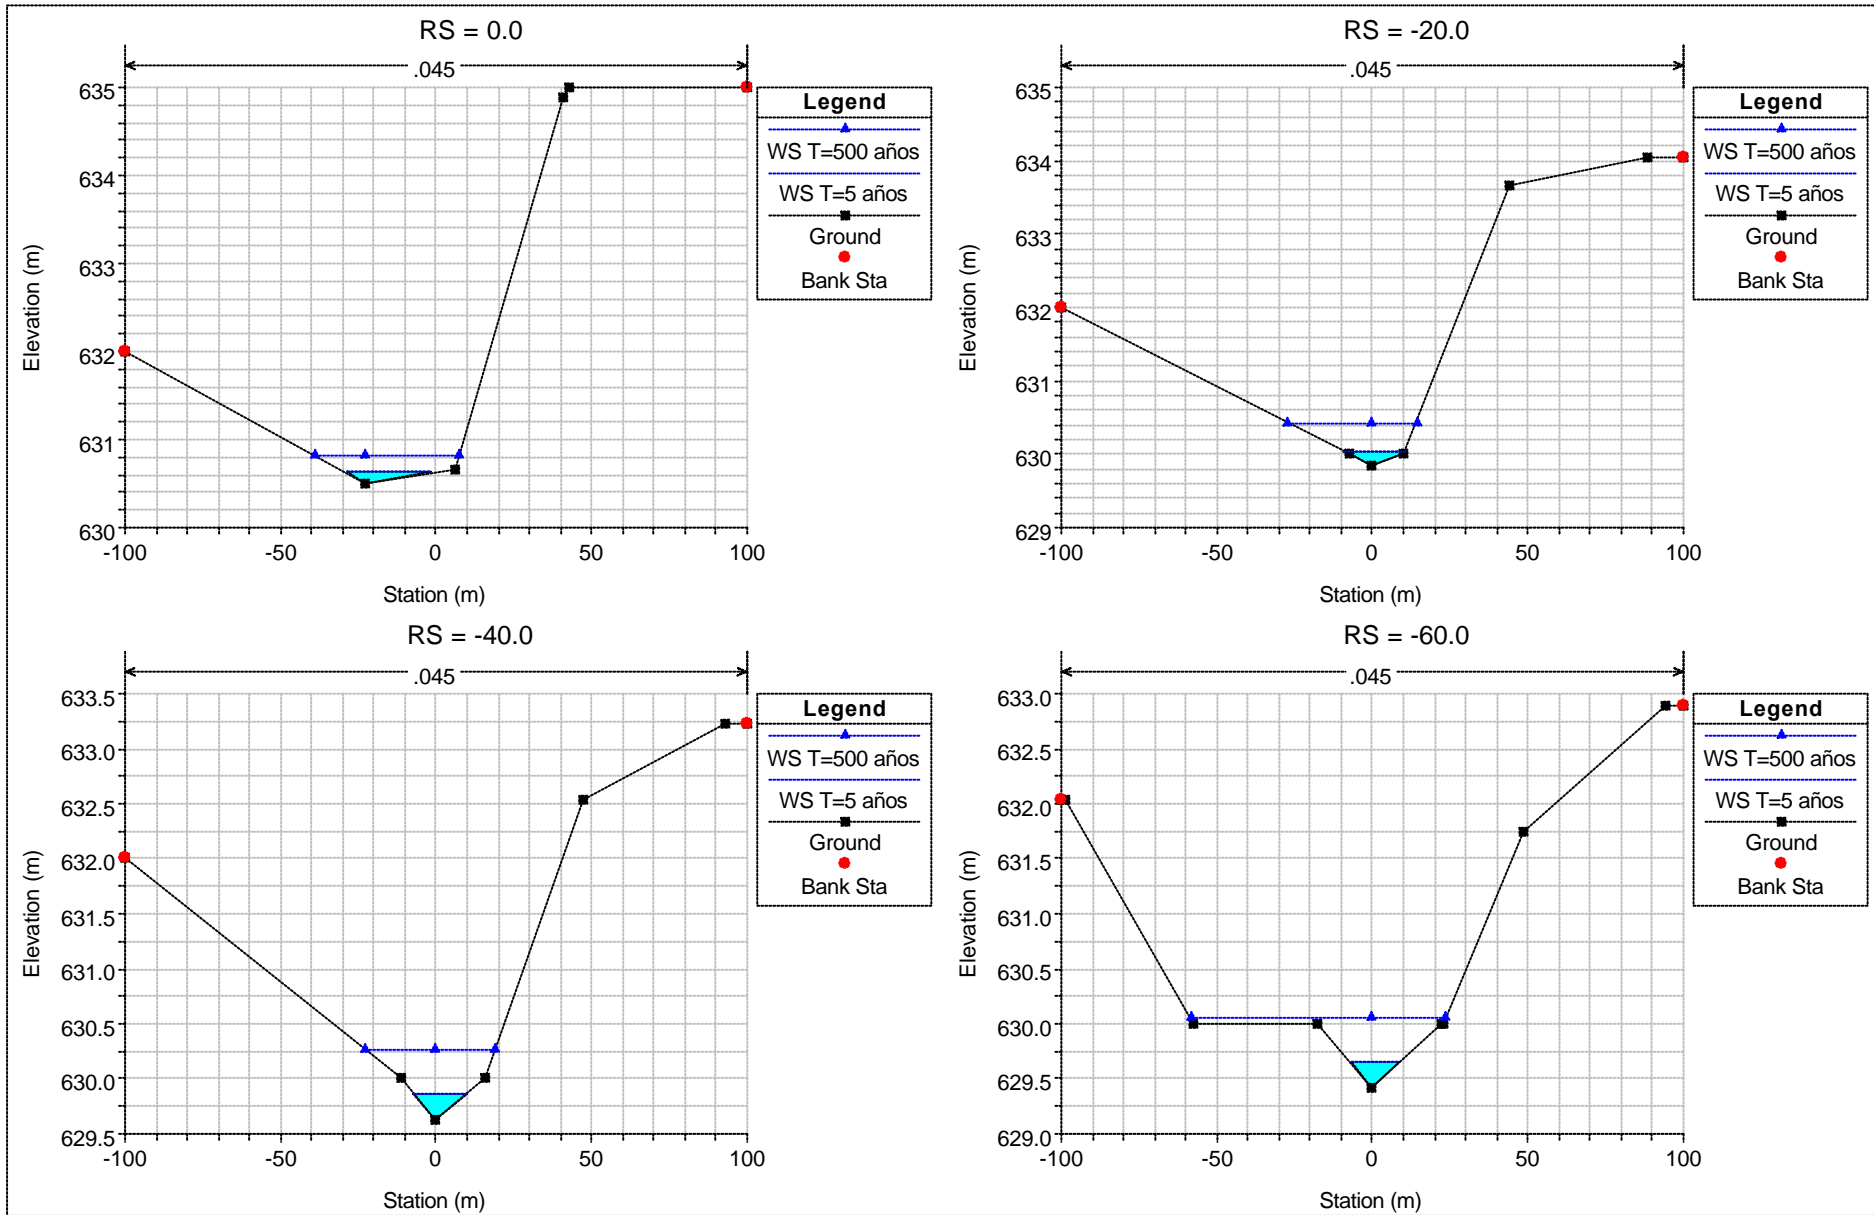 RS = 0.0
.045
635
634
633
632
631
630
-100
-50
0
50
100
Elevation (m)
Station (m)
Legend
WS T=500 años
WS T=5 años
Ground
Bank Sta
RS = -20.0
.045
635
634
633
632
631
630
629
-100
-50
0
50
100
Elevation (m)
Station (m)
Legend
WS T=500 años
WS T=5 años
Ground
Bank Sta
RS = -40.0
.045
633.5
633.0
632.5
632.0
631.5
631.0
630.5
630.0
629.5
-100
-50
0
50
100
Elevation (m)
Station (m)
Legend
WS T=500 años
WS T=5 años
Ground
Bank Sta
RS = -60.0
.045
633.0
632.5
632.0
631.5
631.0
630.5
630.0
629.5
629.0
-100
-50
0
50
100
Elevation (m)
Station (m)
Legend
WS T=500 años
WS T=5 años
Ground
Bank Sta